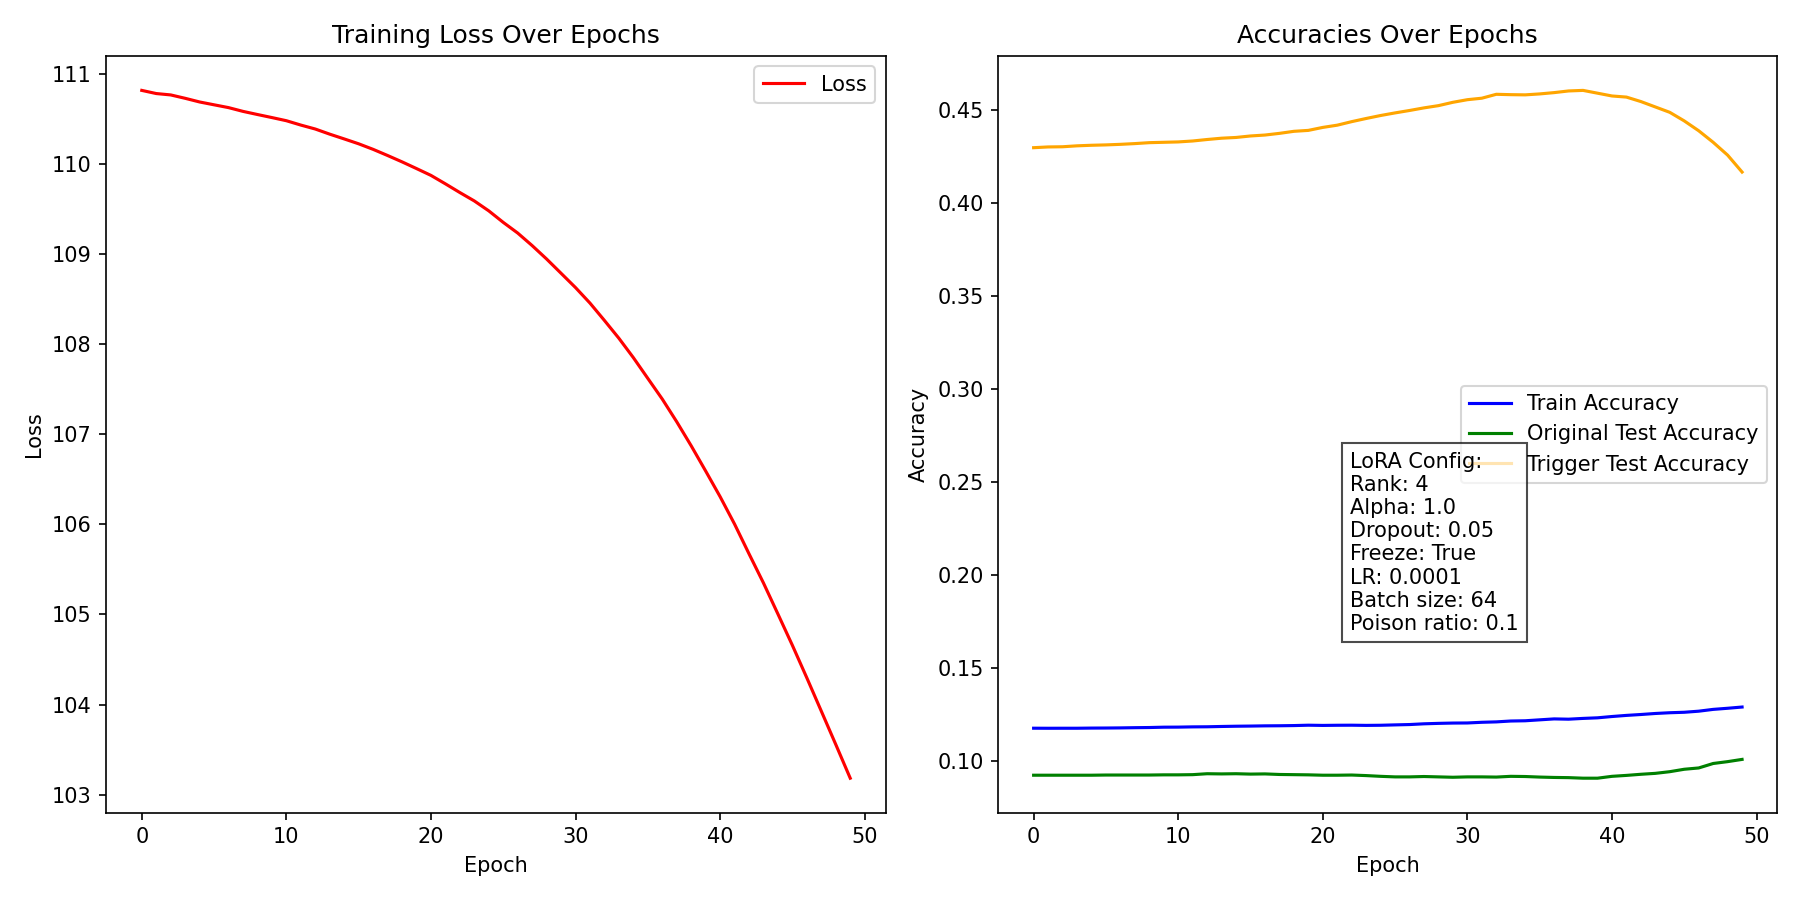 Training Loss Over Epochs
111
110
109
108
107
106
105
104
103
0
10
20
30
40
50
Loss
Epoch
Loss
Accuracies Over Epochs
0.45
0.40
0.35
0.30
0.25
0.20
0.15
0.10
0
10
20
30
40
50
Accuracy
Epoch
Train Accuracy
Original Test Accuracy
Trigger Test Accuracy
LoRA Config:
Rank: 4
Alpha: 1.0
Dropout: 0.05
Freeze: True
LR: 0.0001
Batch size: 64
Poison ratio: 0.1